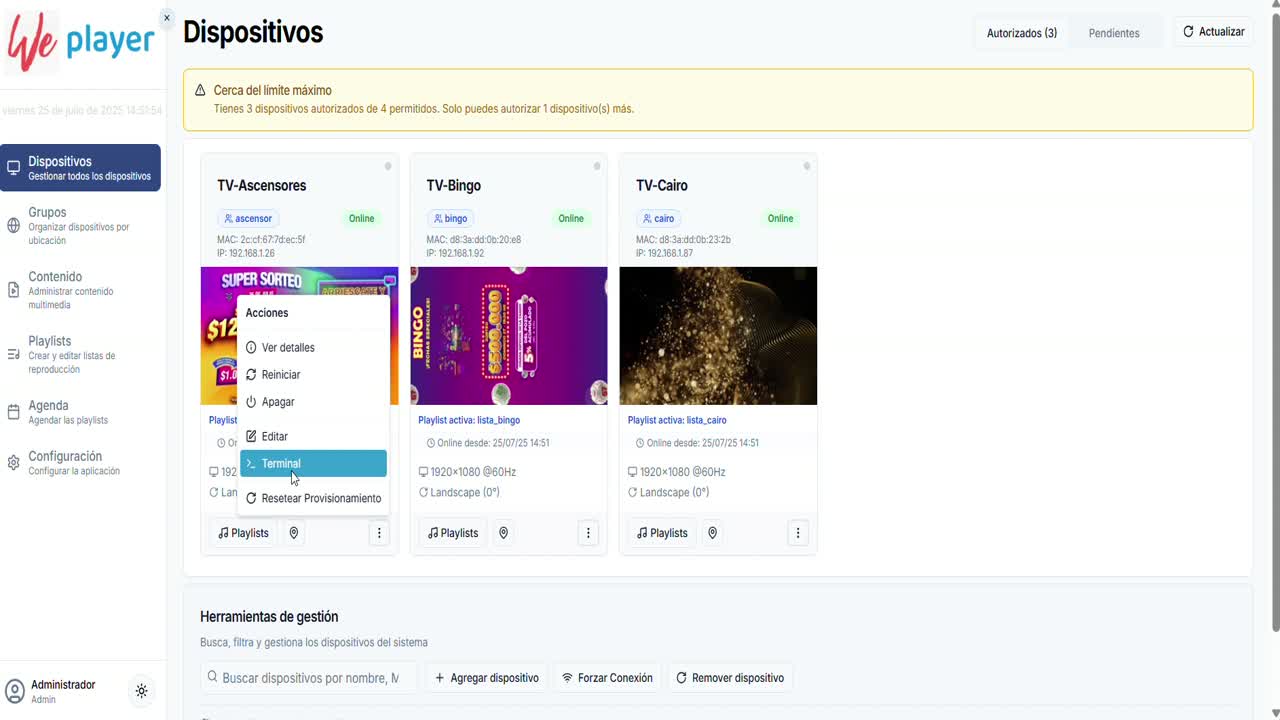 We player
viernes 25 de julio de 2025 14:51:54
Dispositivos
Gestionar todos los dispositivos
Grupos
Organizar dispositivos por
ubicación
Contenido
Administrar contenido
multimedia
Playlists
Crear y editar listas de
reproducción
Agenda
Agendar las playlists
Configuración
Configurar la aplicación
Administrador
Admin
Dispositivos
Autorizados (3)
Pendientes
Actualizar
Cerca del límite máximo
Tienes 3 dispositivos autorizados de 4 permitidos. Solo puedes autorizar 1 dispositivo(s) más.
TV-Ascensores
ascensor
Online
MAC: 2c:cf:67:7d:ec:5f
IP: 192.168.1.26
SUPER SORTEO
$12
$1.0
Acciones
Ver detalles
Reiniciar
Apagar
Editar
Terminal
Resetear Provisionamiento
Playlist
192
Lan
Playlists
TV-Bingo
bingo
Online
MAC: d8:3a:dd:0b:20:e8
IP: 192.168.1.92
BINGO
¡FECHAS ESPECIALES!
$500.000
5%
Playlist activa: lista_bingo
Online desde: 25/07/25 14:51
1920×1080 @60Hz
Landscape (0°)
Playlists
TV-Cairo
cairo
Online
MAC: d8:3a:dd:0b:23:2b
IP: 192.168.1.87
Playlist activa: lista_cairo
Online desde: 25/07/25 14:51
1920×1080 @60Hz
Landscape (0°)
Playlists
Herramientas de gestión
Busca, filtra y gestiona los dispositivos del sistema
Buscar dispositivos por nombre, M
Agregar dispositivo
Forzar Conexión
Remover dispositivo